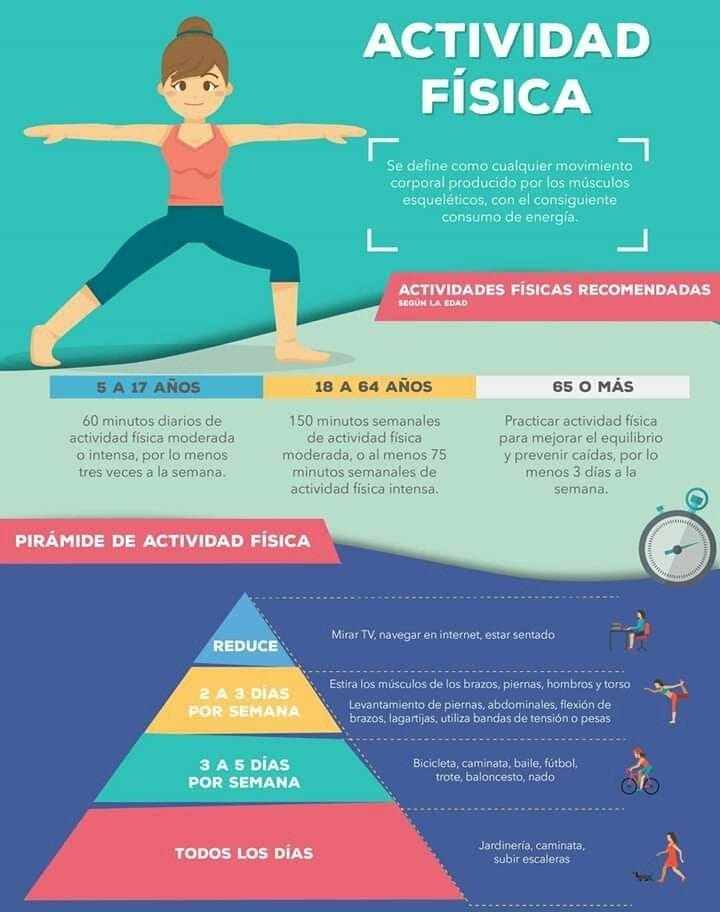 ACTIVIDAD
FÍSICA
Se define como cualquier movimiento
corporal producido por los músculos
esqueléticos, con el consiguiente
consumo de energía.
ACTIVIDADES FÍSICAS RECOMENDADAS
SEGÚN LA EDAD
5 A 17 AÑOS
60 minutos diarios de
actividad física moderada
o intensa, por lo menos
tres veces a la semana.
18 A 64 AÑOS
150 minutos semanales
de actividad física
moderada, o al menos 75
minutos semanales de
actividad física intensa.
65 O MÁS
Practicar actividad física
para mejorar el equilibrio
y prevenir caídas, por lo
menos 3 días a la
semana.
PIRÁMIDE DE ACTIVIDAD FÍSICA
REDUCE
Mirar TV, navegar en internet, estar sentado
2 A 3 DÍAS
POR SEMANA
Estira los músculos de los brazos, piernas, hombros y torso
Levantamiento de piernas, abdominales, flexión de
brazos, lagartijas, utiliza bandas de tensión o pesas
3 A 5 DÍAS
POR SEMANA
Bicicleta, caminata, baile, fútbol,
trote, baloncesto, nado
TODOS LOS DÍAS
Jardinería, caminata,
subir escaleras